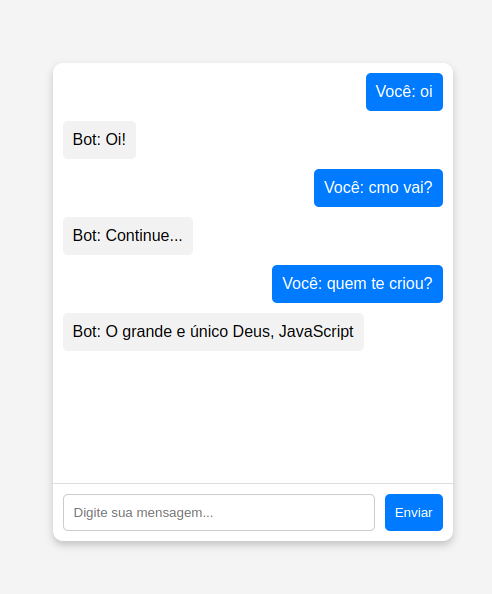 Você: oi
Bot: Oi!
Você: cmo vai?
Bot: Continue...
Você: quem te criou?
Bot: O grande e único Deus, JavaScript
Digite sua mensagem...
Enviar